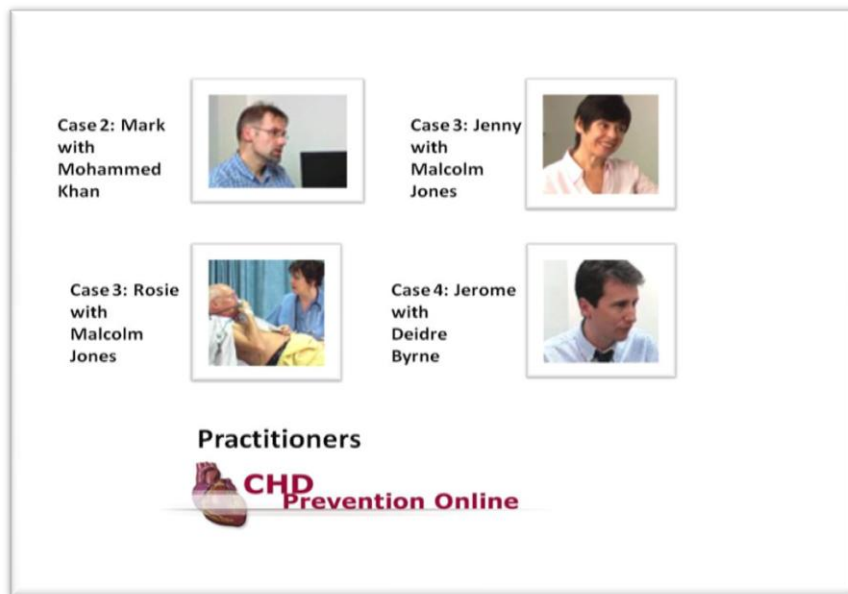 Case 2: Mark
with
Mohammed
Khan
Case 3: Jenny
with
Malcolm
Jones
Case 3: Rosie
with
Malcolm
Jones
Case 4: Jerome
with
Deidre
Byrne
Practitioners
CHD
Prevention Online